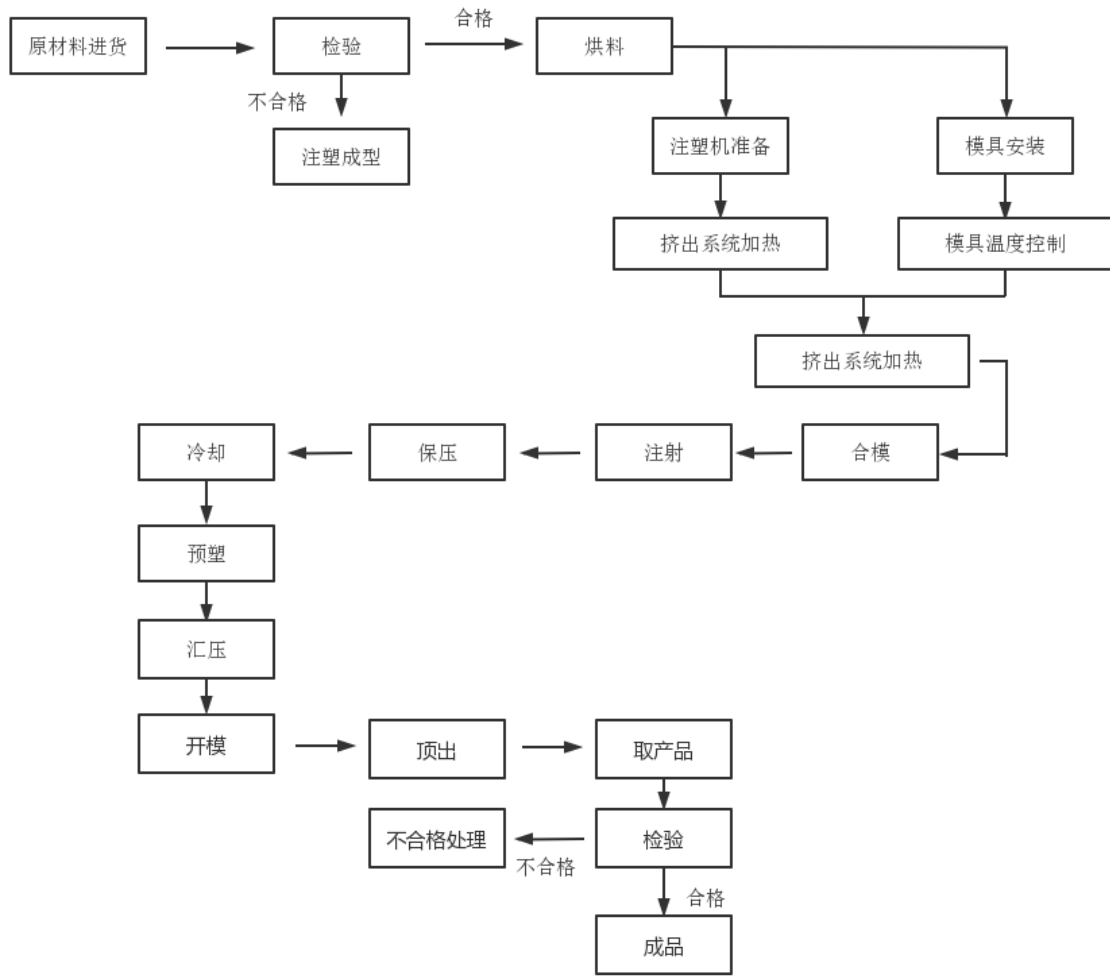 原材料进货
检验
合格
烘料
不合格
注塑成型
注塑机准备
模具安装
挤出系统加热
模具温度控制
挤出系统加热
冷却
保压
注射
合模
预塑
汇压
开模
顶出
取产品
不合格处理
检验
不合格
合格
成品